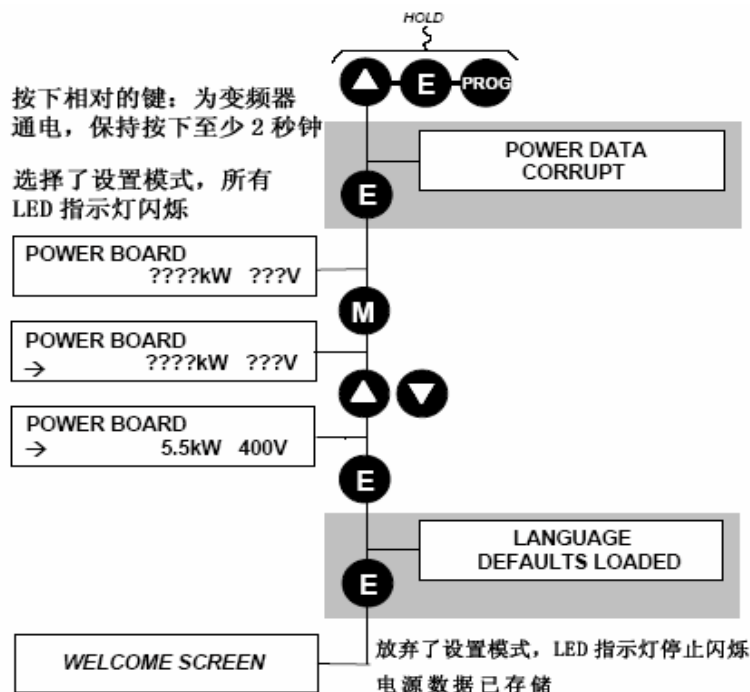 HOLD
E PROG
按下相对的键：为变频器
通电，保持按下至少2秒钟
选择了设置模式，所有
LED 指示灯闪烁
POWER DATA
CORRUPT
E
POWER BOARD
????kW ???V
M
POWER BOARD
→ ????kW ???V
POWER BOARD
→ 5.5kW 400V
E
LANGUAGE
DEFAULTS LOADED
E
WELCOME SCREEN
放弃了设置模式，LED 指示灯停止闪烁
电源数据已存储